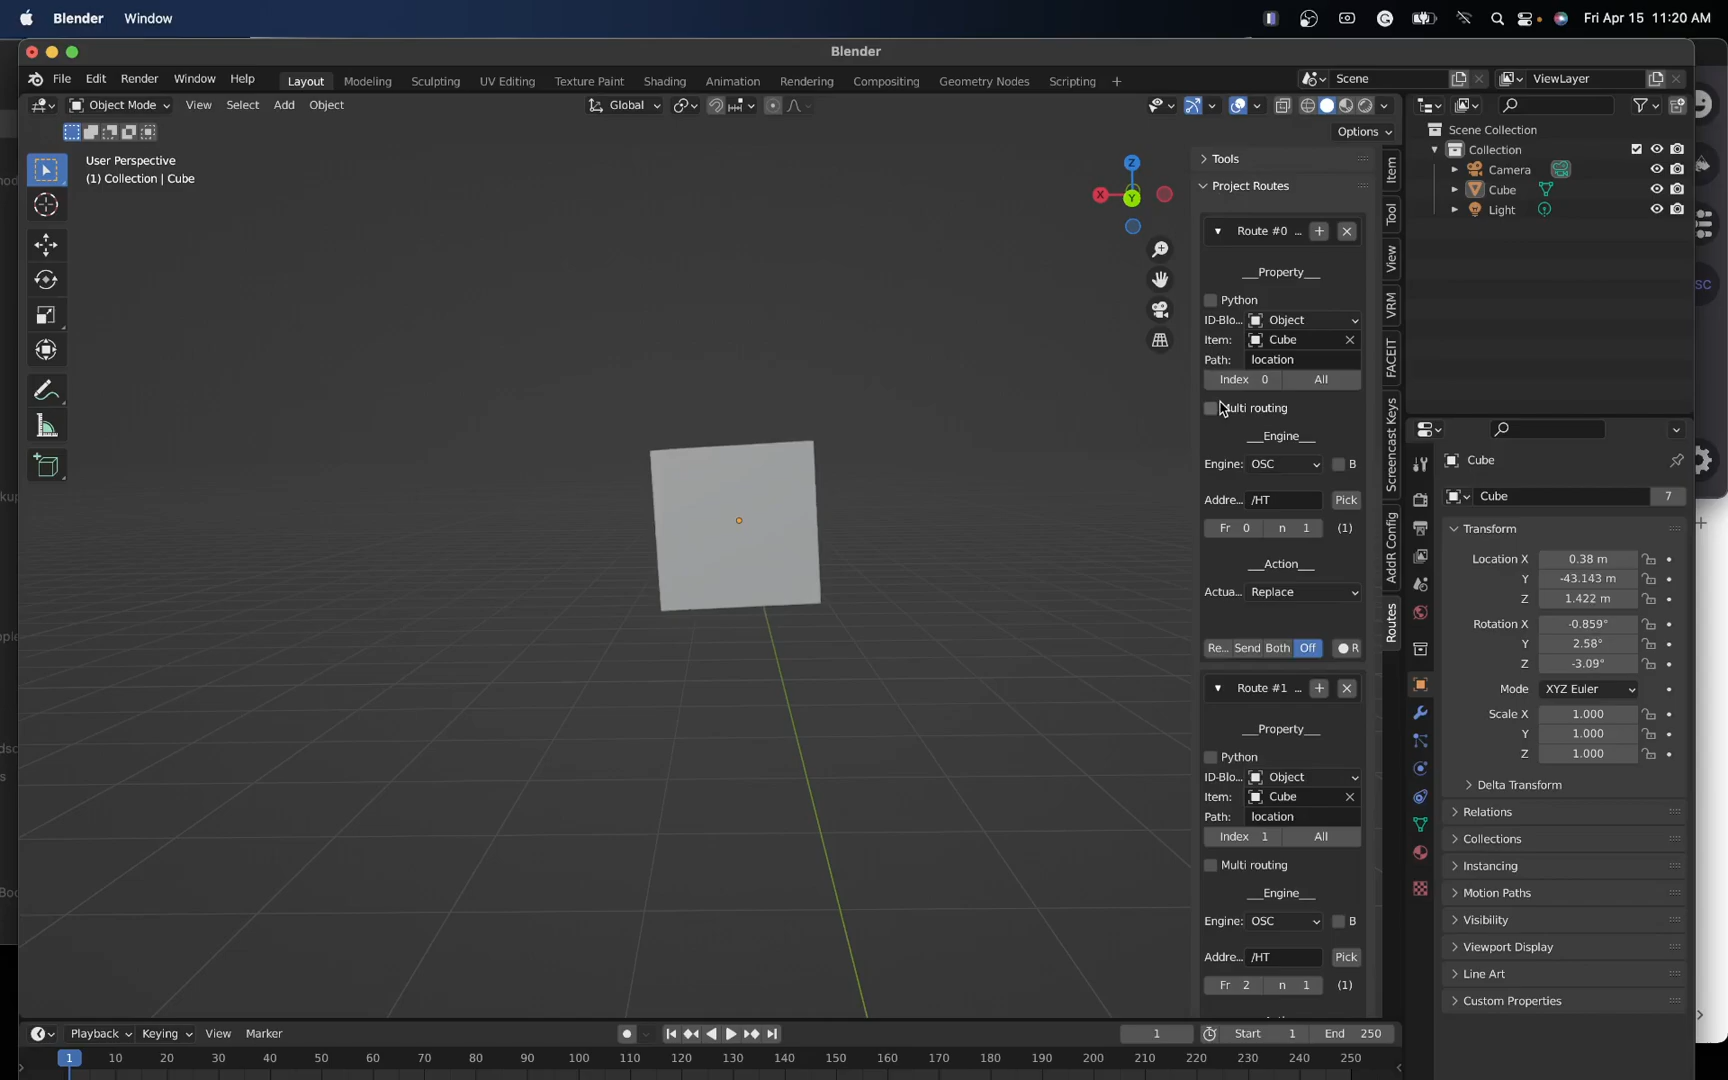 Blender Window Fri Apr 15 11:20 AM
Blender
File Edit Render Window Help Layout Modeling Sculpting UV Editing Texture Paint Shading Animation Rendering Compositing Geometry Nodes Scripting + Scene ViewLayer
Object Mode View Select Add Object Global
Options
User Perspective
(1) Collection | Cube
Z
X
Y
Tools
Project Routes
Route #0 ...
___Property___
Python
ID-Blo... Object
Item: Cube
Path: location
Index 0 All
Multi routing
___Engine___
Engine: OSC B
Addre... /HT Pick
Fr 0 n 1 (1)
___Action___
Actua... Replace
Re... Send Both Off R
Route #1 ...
___Property___
Python
ID-Blo... Object
Item: Cube
Path: location
Index 1 All
Multi routing
___Engine___
Engine: OSC B
Addre... /HT Pick
Fr 2 n 1 (1)
Item
Tool
View
VRM
FACEIT
Screencast Keys
AddR Config
Routes
Scene Collection
Collection
Camera
Cube
Light
Cube
Cube 7
Transform
Location X 0.38 m
Y -43.143 m
Z 1.422 m
Rotation X -0.859°
Y 2.58°
Z -3.09°
Mode XYZ Euler
Scale X 1.000
Y 1.000
Z 1.000
Delta Transform
Relations
Collections
Instancing
Motion Paths
Visibility
Viewport Display
Line Art
Custom Properties
SC
Playback Keying View Marker 1 Start 1 End 250
1 10 20 30 40 50 60 70 80 90 100 110 120 130 140 150 160 170 180 190 200 210 220 230 240 250